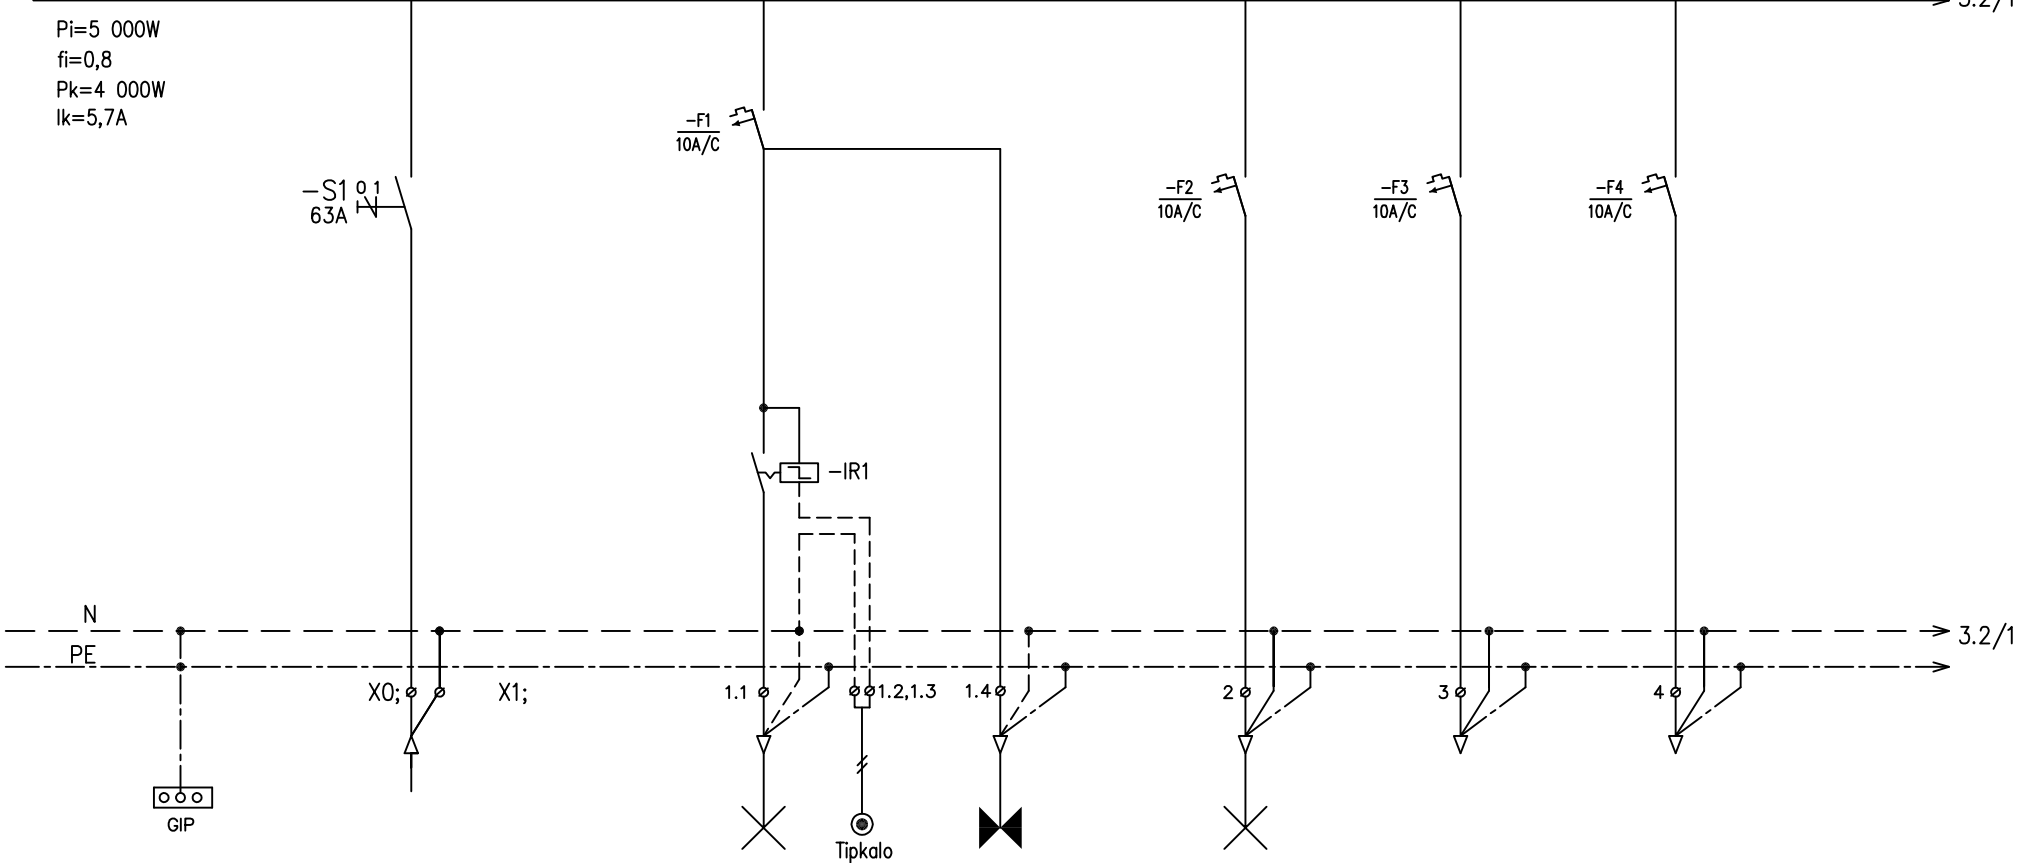 3.2/1
Pi=5 000W
fi=0,8
Pk=4 000W
Ik=5,7A
-F1
10A/C
-S1 0 1
63A
-F2
10A/C
-F3
10A/C
-F4
10A/C
-IR1
N
3.2/1
PE
X0;
X1;
1.1
1.2,1.3
1.4
2
3
4
GIP
Tipkalo